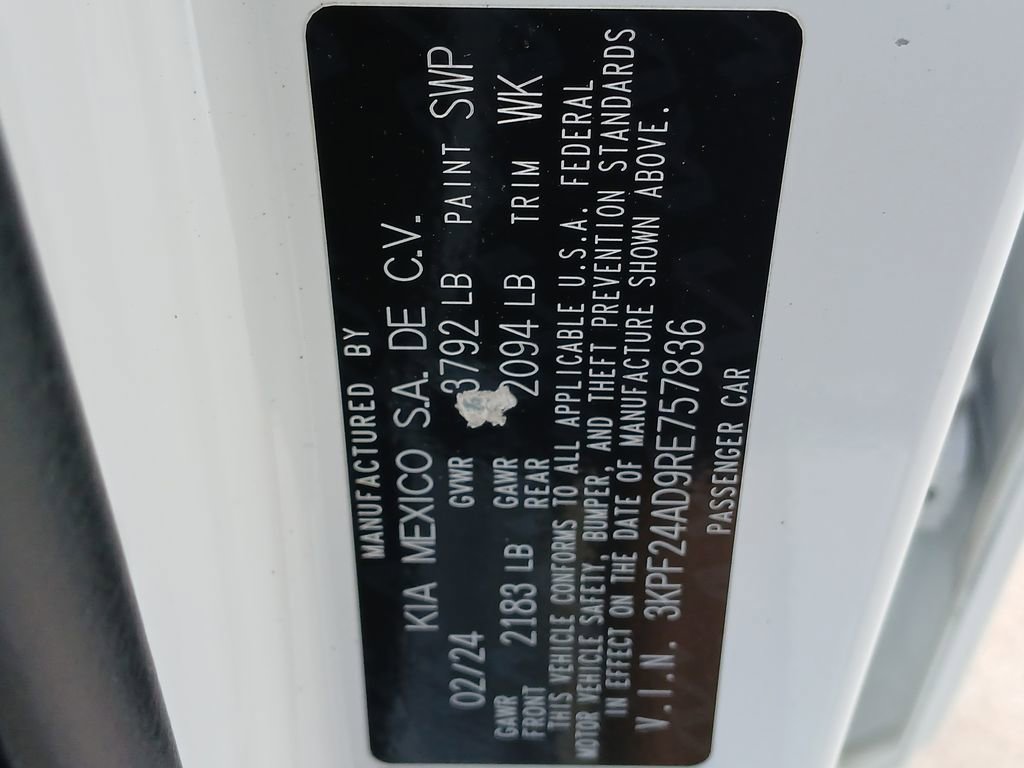 MANUFACTURED BY
KIA MEXICO S.A. DE C.V.
02/24 GVWR 3792 LB PAINT SWP
GAWR FRONT 2183 LB GAWR REAR 2094 LB TRIM WK
THIS VEHICLE CONFORMS TO ALL APPLICABLE U.S.A. FEDERAL
MOTOR VEHICLE SAFETY, BUMPER, AND THEFT PREVENTION STANDARDS
IN EFFECT ON THE DATE OF MANUFACTURE SHOWN ABOVE.
V.I.N. 3KPF24AD9RE757836
PASSENGER CAR